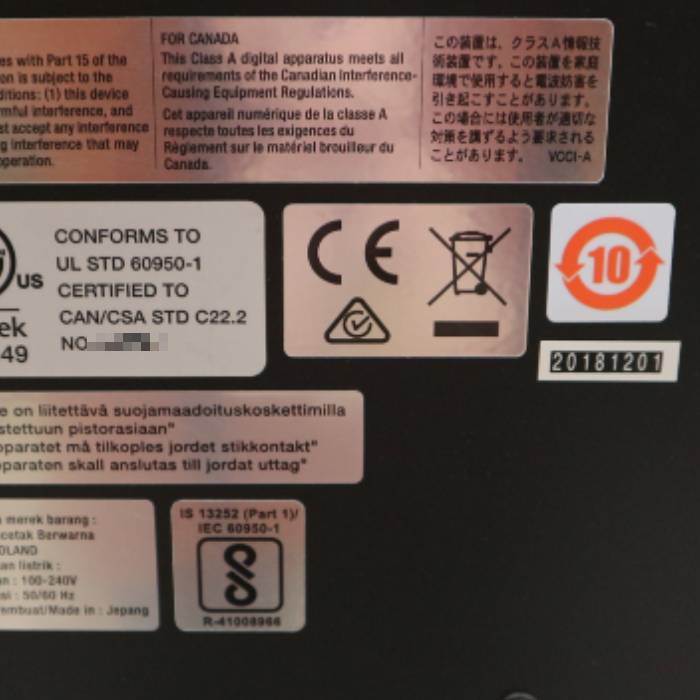 es with Part 15 of the
on is subject to the
ditions: (1) this device
mful interference, and
st accept any interference
g interference that may
operation.
FOR CANADA
This Class A digital apparatus meets all
requirements of the Canadian Interference-
Causing Equipment Regulations.
Cet appareil numérique de la classe A
respecte toutes les exigences du
Règlement sur le matériel brouilleur du
Canada.
この装置は、クラスA情報技
術装置です。この装置を家庭
環境で使用すると電波妨害を
引き起こすことがあります。
この場合には使用者が適切な
対策を講ずるよう要求される
ことがあります。 VCCI-A
US
ek
49
CONFORMS TO
UL STD 60950-1
CERTIFIED TO
CAN/CSA STD C22.2
NO
CE
10
20181201
e on liitettävä suojamaadoituskoskettimilla
stettuun pistorasiaan"
pparatet må tilkoples jordet stikkontakt"
pparaten skall anslutas till jordat uttag"
merek barang :
cetak Berwarna
OLAND
an listrik :
an : 100-240V
si : 50/60 Hz
embuat/Made in : Jepang
IS 13252 (Part 1)/
IEC 60950-1
R-41008966